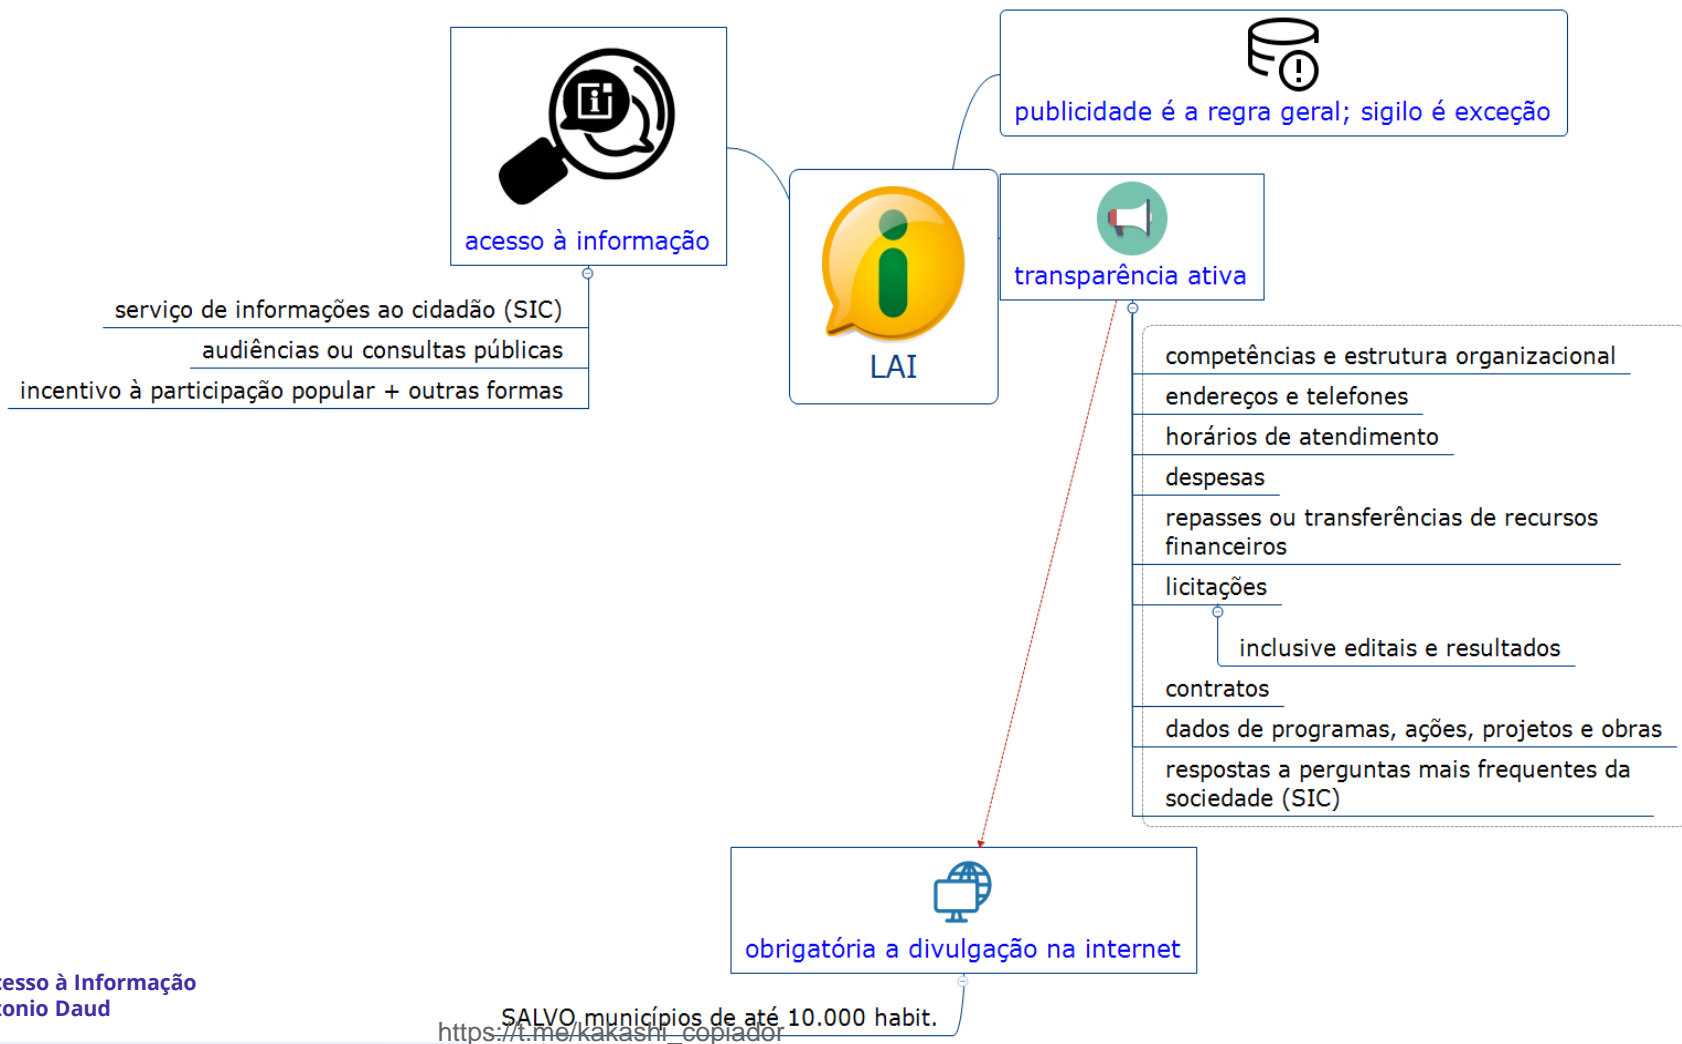 publicidade é a regra geral; sigilo é exceção
acesso à informação
serviço de informações ao cidadão (SIC)
audiências ou consultas públicas
incentivo à participação popular + outras formas
LAI
transparência ativa
competências e estrutura organizacional
endereços e telefones
horários de atendimento
despesas
repasses ou transferências de recursos
financeiros
licitações
inclusive editais e resultados
contratos
dados de programas, ações, projetos e obras
respostas a perguntas mais frequentes da
sociedade (SIC)
obrigatória a divulgação na internet
SALVO municípios de até 10.000 habit.
cesso à Informação
tonio Daud
https://t.me/kakashi_copiador